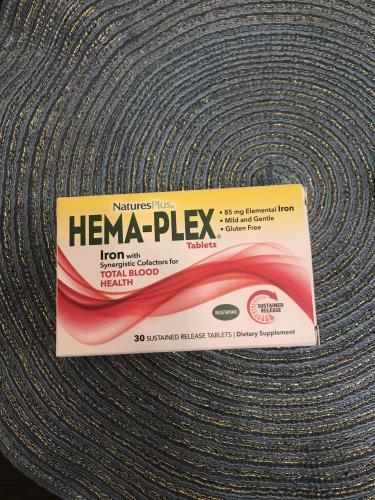 NaturesPlus®
HEMA-PLEX®
Tablets
• 85 mg Elemental Iron
• Mild and Gentle
• Gluten Free
Iron with
Synergistic Cofactors for
TOTAL BLOOD
HEALTH
VEGETARIAN
SUSTAINED
RELEASE
30 SUSTAINED RELEASE TABLETS | Dietary Supplement